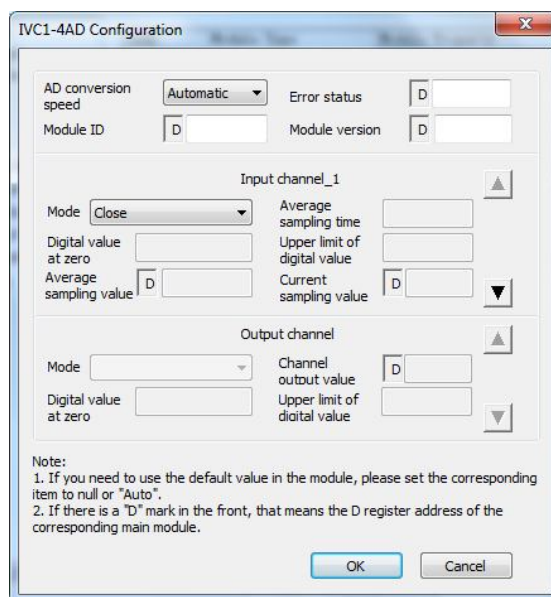 IVC1-4AD Configuration
AD conversion speed Automatic Error status D
Module ID D Module version D
Input channel_1
Mode Close Average sampling time
Digital value at zero Upper limit of digital value
Average sampling value D Current sampling value D
Output channel
Mode Channel output value D
Digital value at zero Upper limit of digital value
Note:
1. If you need to use the default value in the module, please set the corresponding
item to null or "Auto".
2. If there is a "D" mark in the front, that means the D register address of the
corresponding main module.
OK Cancel